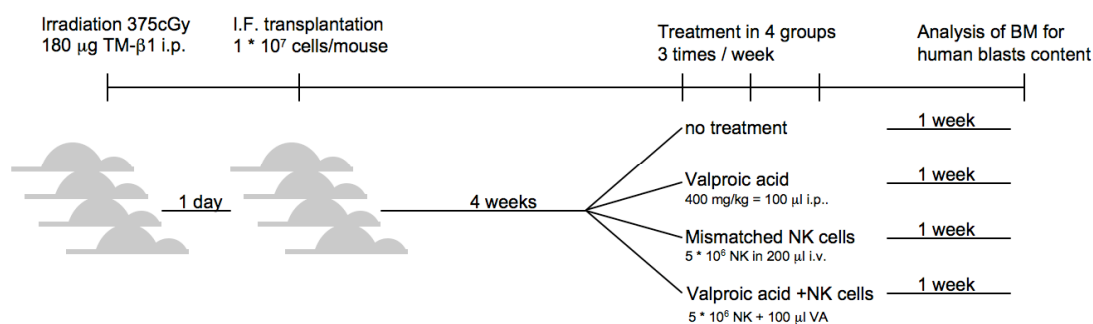 Irradiation 375cGy
180 µg TM-β1 i.p.
I.F. transplantation
1 * 10⁷ cells/mouse
Treatment in 4 groups
3 times / week
Analysis of BM for
human blasts content
1 day
4 weeks
no treatment
1 week
Valproic acid
400 mg/kg = 100 µl i.p..
1 week
Mismatched NK cells
5 * 10⁶ NK in 200 µl i.v.
1 week
Valproic acid +NK cells
5 * 10⁶ NK + 100 µl VA
1 week